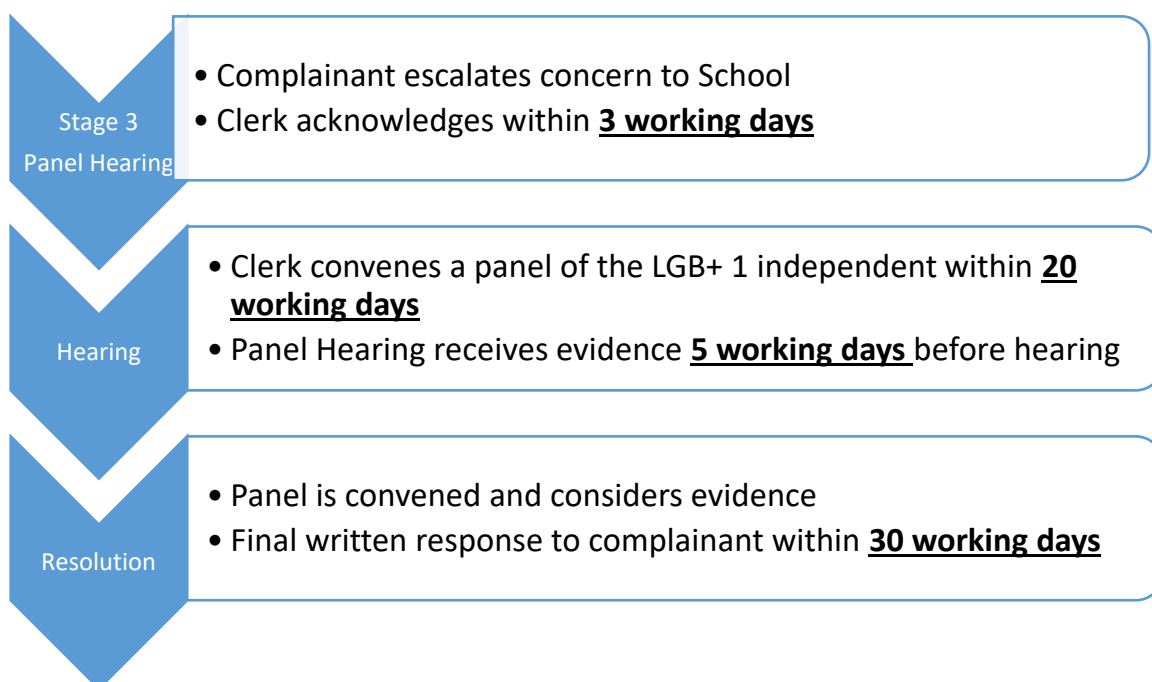 Stage 3
Panel Hearing
• Complainant escalates concern to School
• Clerk acknowledges within 3 working days
Hearing
• Clerk convenes a panel of the LGB+ 1 independent within 20
working days
• Panel Hearing receives evidence 5 working days before hearing
Resolution
• Panel is convened and considers evidence
• Final written response to complainant within 30 working days